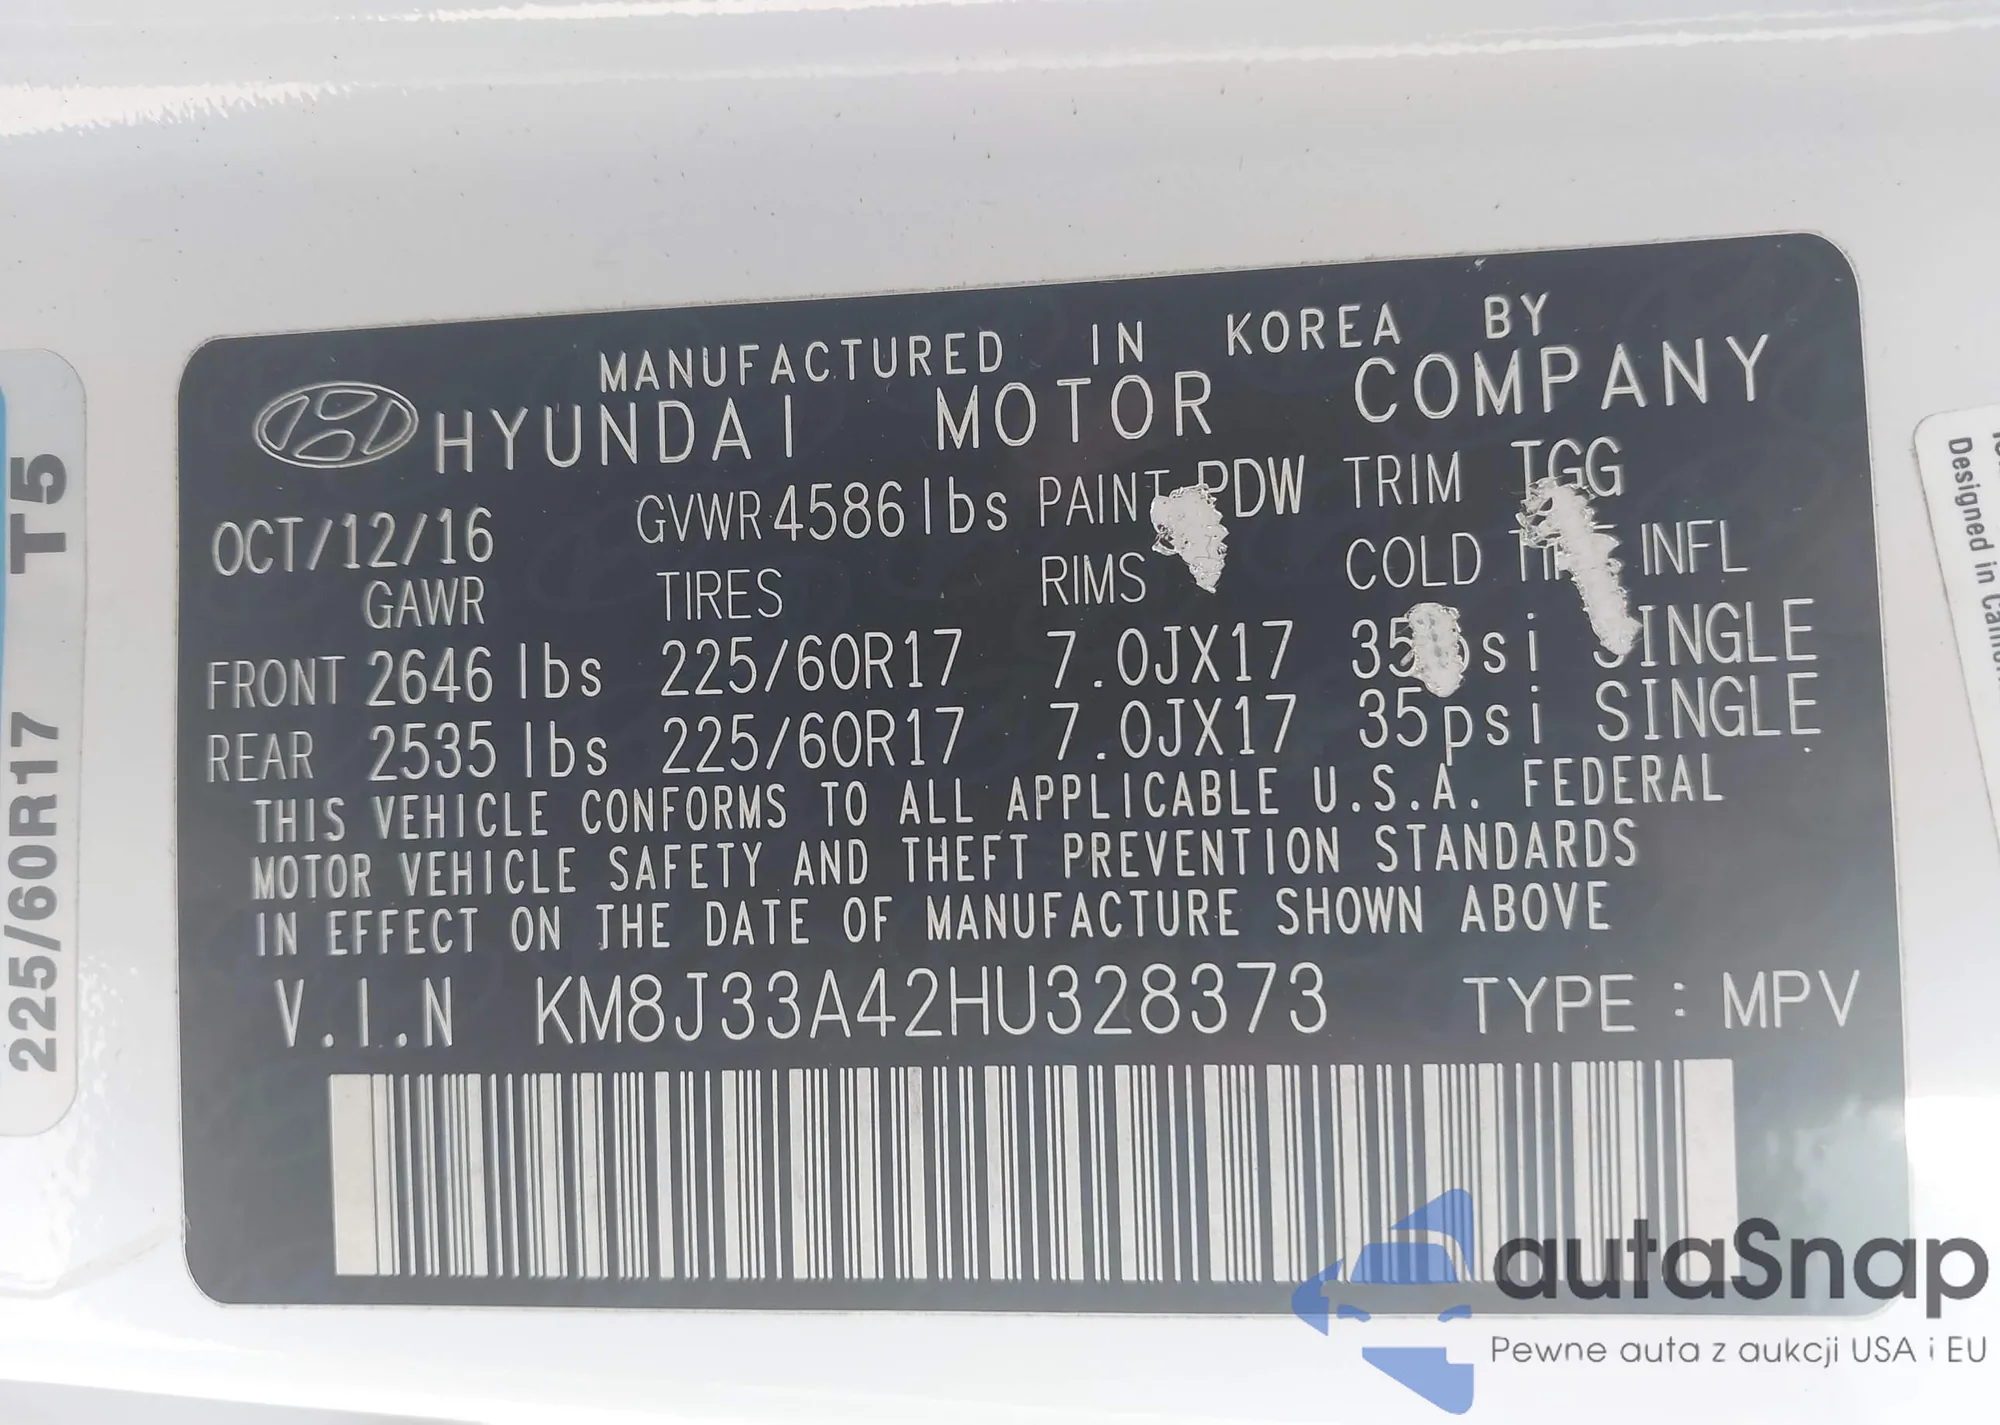 MANUFACTURED IN KOREA BY
HYUNDAI MOTOR COMPANY
OCT/12/16 GVWR 4586 lbs PAINT PDW TRIM TGG
GAWR TIRES RIMS COLD TIRE INFL
FRONT 2646 lbs 225/60R17 7.0JX17 35psi SINGLE
REAR 2535 lbs 225/60R17 7.0JX17 35psi SINGLE
THIS VEHICLE CONFORMS TO ALL APPLICABLE U.S.A. FEDERAL
MOTOR VEHICLE SAFETY AND THEFT PREVENTION STANDARDS
IN EFFECT ON THE DATE OF MANUFACTURE SHOWN ABOVE
V.I.N KM8J33A42HU328373 TYPE : MPV
225/60R17 T5
Designed in
autaSnap
Pewne auta z aukcji USA i EU